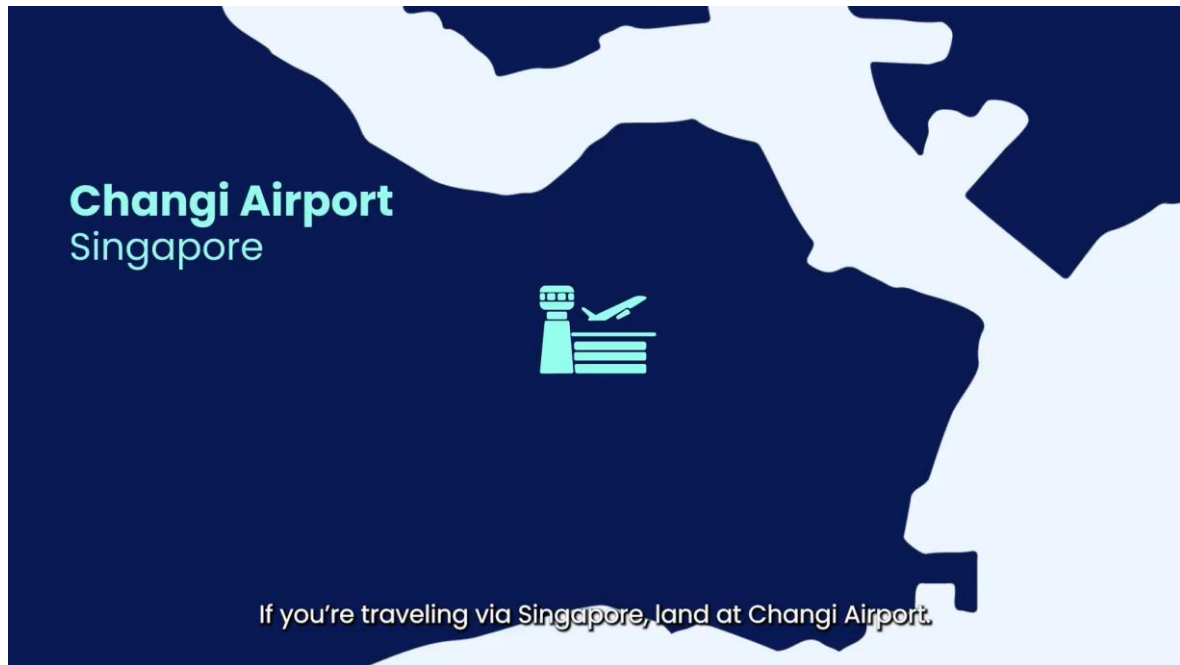 Changi Airport
Singapore
If you’re traveling via Singapore, land at Changi Airport.